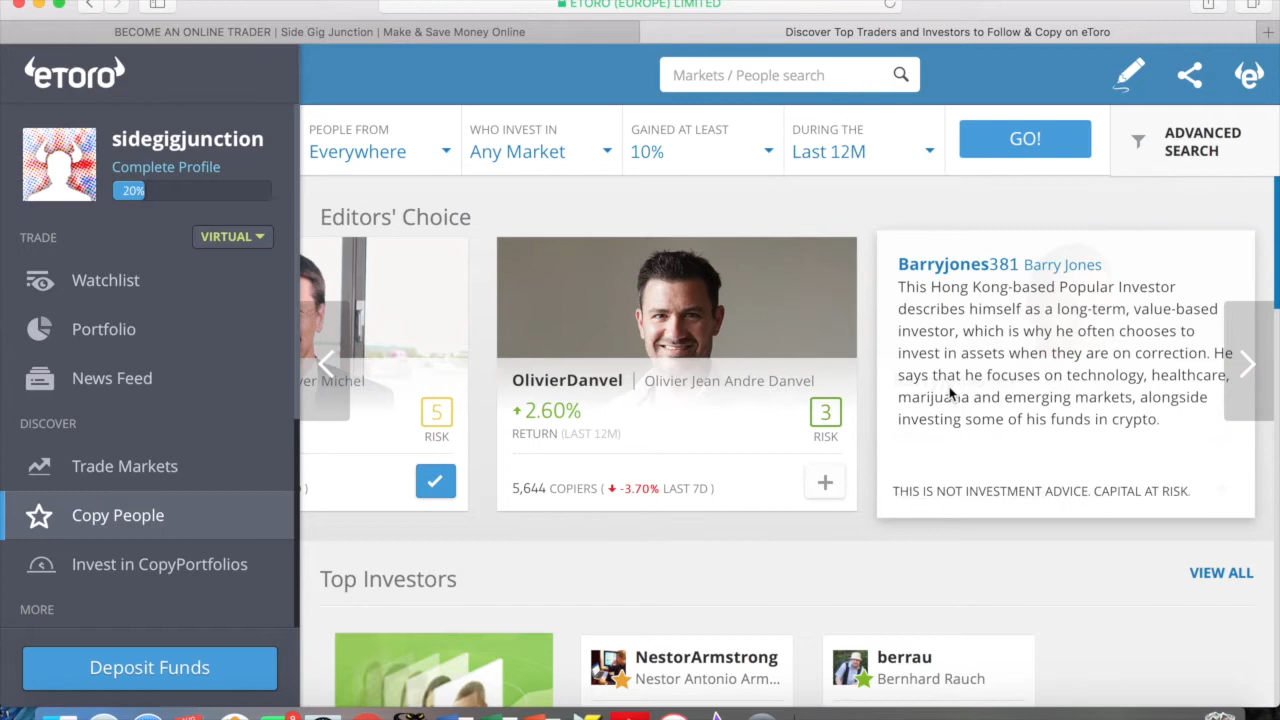 ETORO (EUROPE) LIMITED
BECOME AN ONLINE TRADER | Side Gig Junction | Make & Save Money Online
Discover Top Traders and Investors to Follow & Copy on eToro
eTORO
Markets / People search
sidegigjunction
Complete Profile
20%
PEOPLE FROM
Everywhere
WHO INVEST IN
Any Market
GAINED AT LEAST
10%
DURING THE
Last 12M
GO!
ADVANCED
SEARCH
TRADE
VIRTUAL
Watchlist
Portfolio
News Feed
DISCOVER
Trade Markets
Copy People
Invest in CopyPortfolios
MORE
Deposit Funds
Editors' Choice
Michel
5
RISK
)
OlivierDanvel | Olivier Jean Andre Danvel
2.60%
RETURN (LAST 12M)
3
RISK
5,644 COPIERS ( -3.70% LAST 7D )
Barryjones381 Barry Jones
This Hong Kong-based Popular Investor
describes himself as a long-term, value-based
investor, which is why he often chooses to
invest in assets when they are on correction. He
says that he focuses on technology, healthcare,
marijuana and emerging markets, alongside
investing some of his funds in crypto.
THIS IS NOT INVESTMENT ADVICE. CAPITAL AT RISK.
Top Investors
VIEW ALL
NestorArmstrong
Nestor Antonio Arm...
berrau
Bernhard Rauch